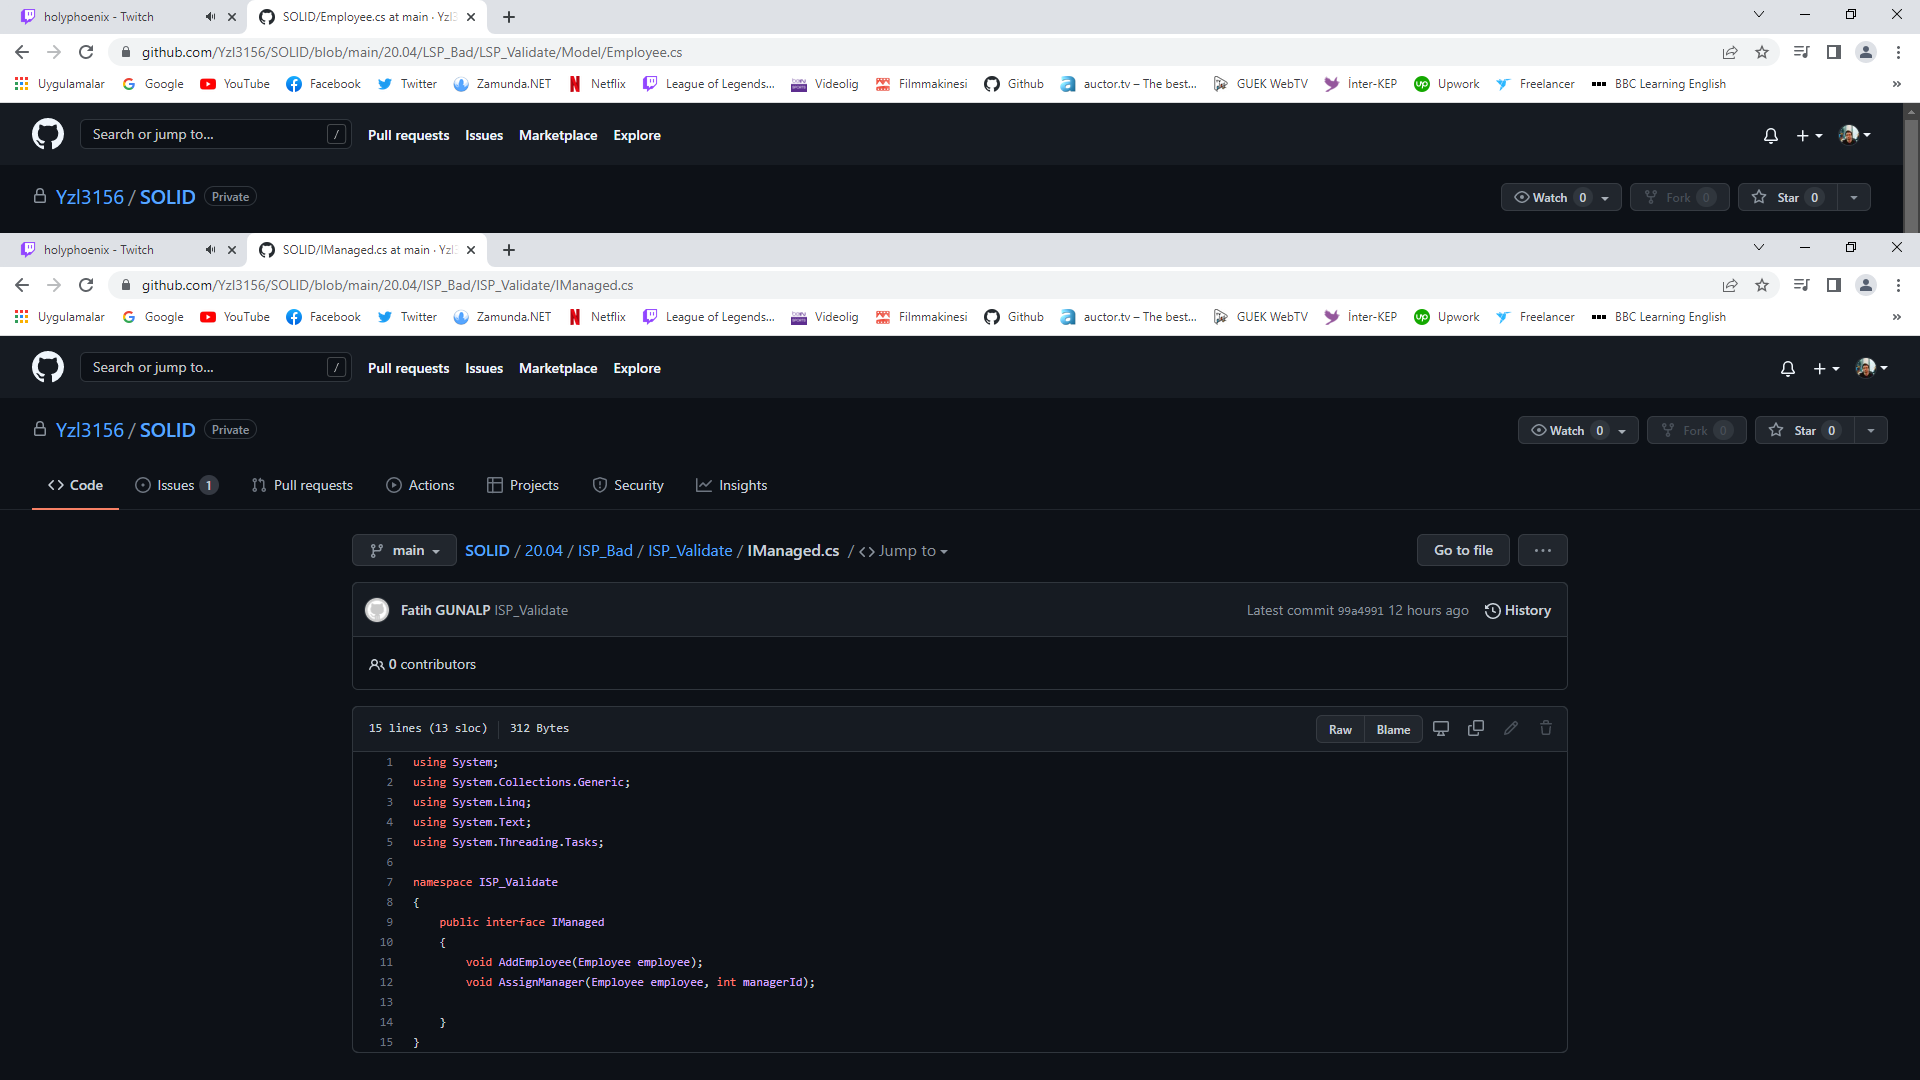 holyphoenix - Twitch
SOLID/Employee.cs at main · Yzl3
github.com/Yzl3156/SOLID/blob/main/20.04/LSP_Bad/LSP_Validate/Model/Employee.cs
Uygulamalar Google YouTube Facebook Twitter Zamunda.NET Netflix League of Legends... Videolig Filmmakinesi Github auctor.tv – The best... GUEK WebTV İnter-KEP Upwork Freelancer BBC Learning English »
Search or jump to... / Pull requests Issues Marketplace Explore
Yzl3156 / SOLID Private Watch 0 Fork 0 Star 0
holyphoenix - Twitch
SOLID/IManaged.cs at main · Yzl3
github.com/Yzl3156/SOLID/blob/main/20.04/ISP_Bad/ISP_Validate/IManaged.cs
Uygulamalar Google YouTube Facebook Twitter Zamunda.NET Netflix League of Legends... Videolig Filmmakinesi Github auctor.tv – The best... GUEK WebTV İnter-KEP Upwork Freelancer BBC Learning English »
Search or jump to... / Pull requests Issues Marketplace Explore
Yzl3156 / SOLID Private Watch 0 Fork 0 Star 0
Code Issues 1 Pull requests Actions Projects Security Insights
main SOLID / 20.04 / ISP_Bad / ISP_Validate / IManaged.cs / <> Jump to Go to file ...
Fatih GUNALP ISP_Validate Latest commit 99a4991 12 hours ago History
0 contributors
15 lines (13 sloc) 312 Bytes Raw Blame
1 using System;
2 using System.Collections.Generic;
3 using System.Linq;
4 using System.Text;
5 using System.Threading.Tasks;
6
7 namespace ISP_Validate
8 {
9 public interface IManaged
10 {
11 void AddEmployee(Employee employee);
12 void AssignManager(Employee employee, int managerId);
13
14 }
15 }